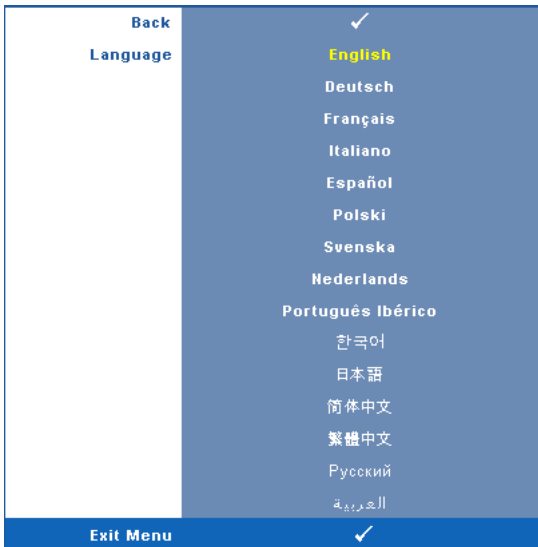 Back ✓
Language English
Deutsch
Français
Italiano
Español
Polski
Svenska
Nederlands
Português Ibérico
한국어
日本語
简体中文
繁體中文
Русский
العربية
Exit Menu ✓